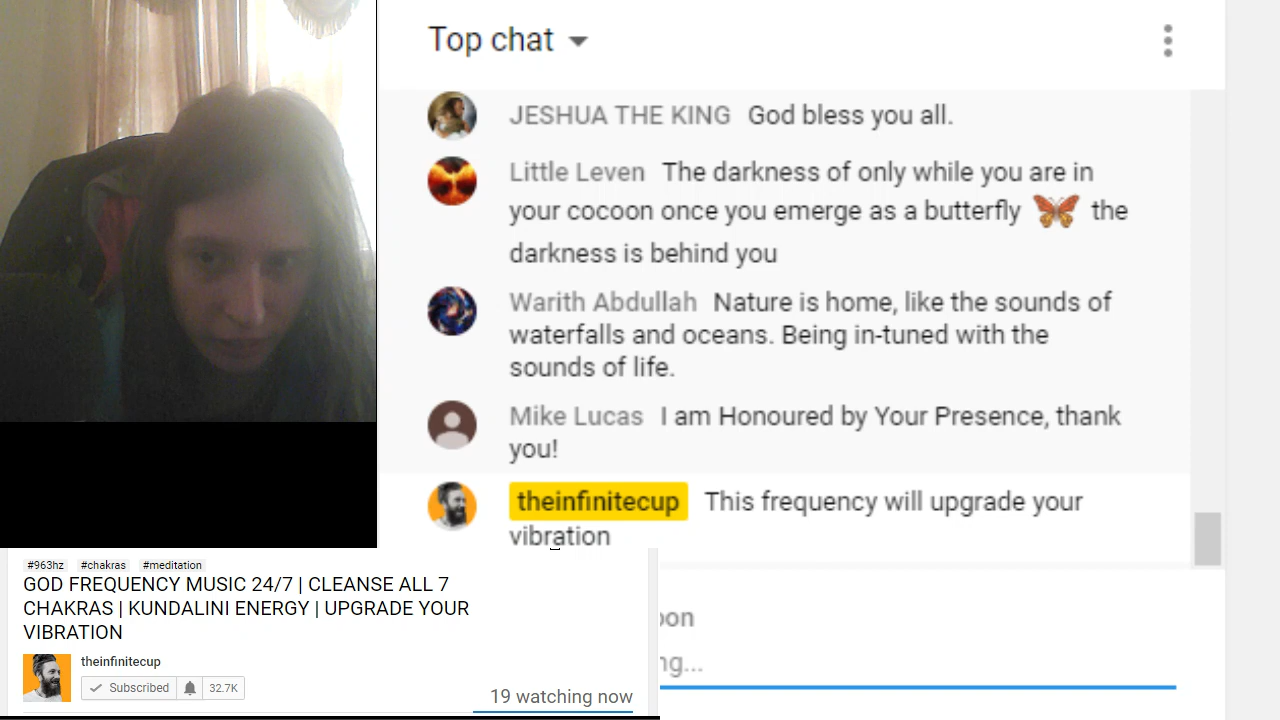 Top chat
JESHUA THE KING God bless you all.
Little Leven The darkness of only while you are in
your cocoon once you emerge as a butterfly 🦋 the
darkness is behind you
Warith Abdullah Nature is home, like the sounds of
waterfalls and oceans. Being in-tuned with the
sounds of life.
Mike Lucas I am Honoured by Your Presence, thank
you!
theinfinitecup This frequency will upgrade your
vibration
#963hz #chakras #meditation
GOD FREQUENCY MUSIC 24/7 | CLEANSE ALL 7
CHAKRAS | KUNDALINI ENERGY | UPGRADE YOUR
VIBRATION
theinfinitecup
Subscribed 32.7K
19 watching now
oon
ng...